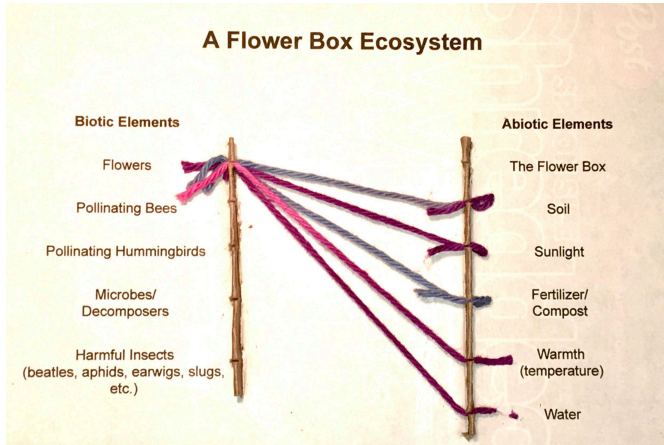 A Flower Box Ecosystem
Biotic Elements
Flowers
Pollinating Bees
Pollinating Hummingbirds
Microbes/
Decomposers
Harmful Insects
(beatles, aphids, earwigs, slugs,
etc.)
Abiotic Elements
The Flower Box
Soil
Sunlight
Fertilizer/
Compost
Warmth
(temperature)
Water